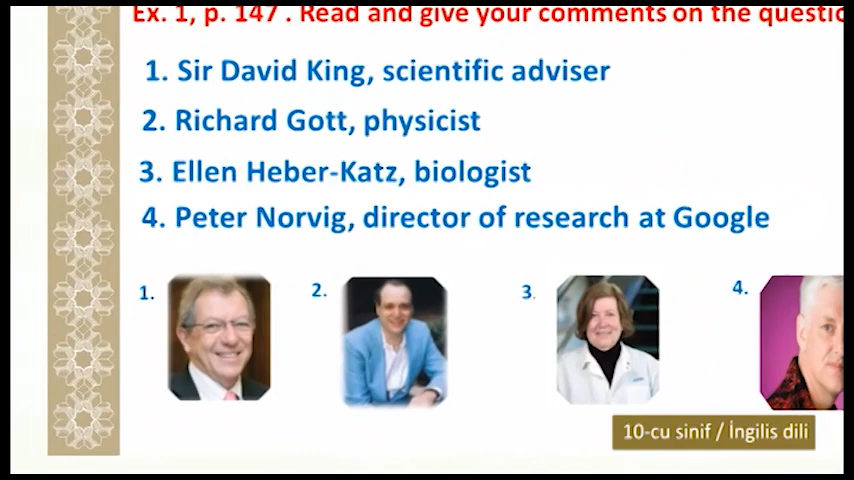 Ex. 1, p. 147 . Read and give your comments on the
1. Sir David King, scientific adviser
2. Richard Gott, physicist
3. Ellen Heber-Katz, biologist
4. Peter Norvig, director of research at Google
1. 2. 3. 4.
10-cu sinif / İngilis dili